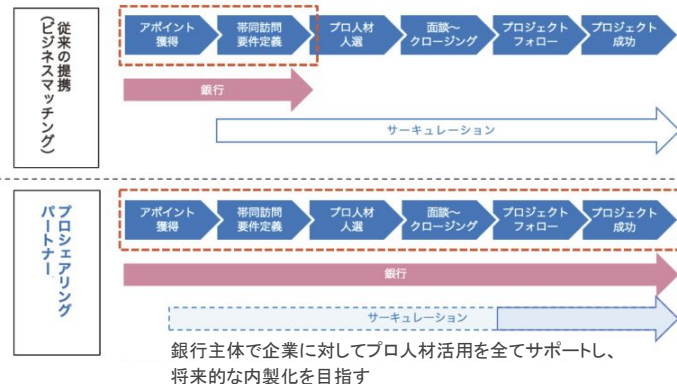 従来の提携
(ビジネスマッチング)
アポイント
獲得
帯同訪問
要件定義
プロ人材
人選
面談～
クロージング
プロジェクト
フォロー
プロジェクト
成功
銀行
サーキュレーション
プロシェアリング
パートナー
アポイント
獲得
帯同訪問
要件定義
プロ人材
人選
面談～
クロージング
プロジェクト
フォロー
プロジェクト
成功
銀行
サーキュレーション
銀行主体で企業に対してプロ人材活用を全てサポートし、
将来的な内製化を目指す